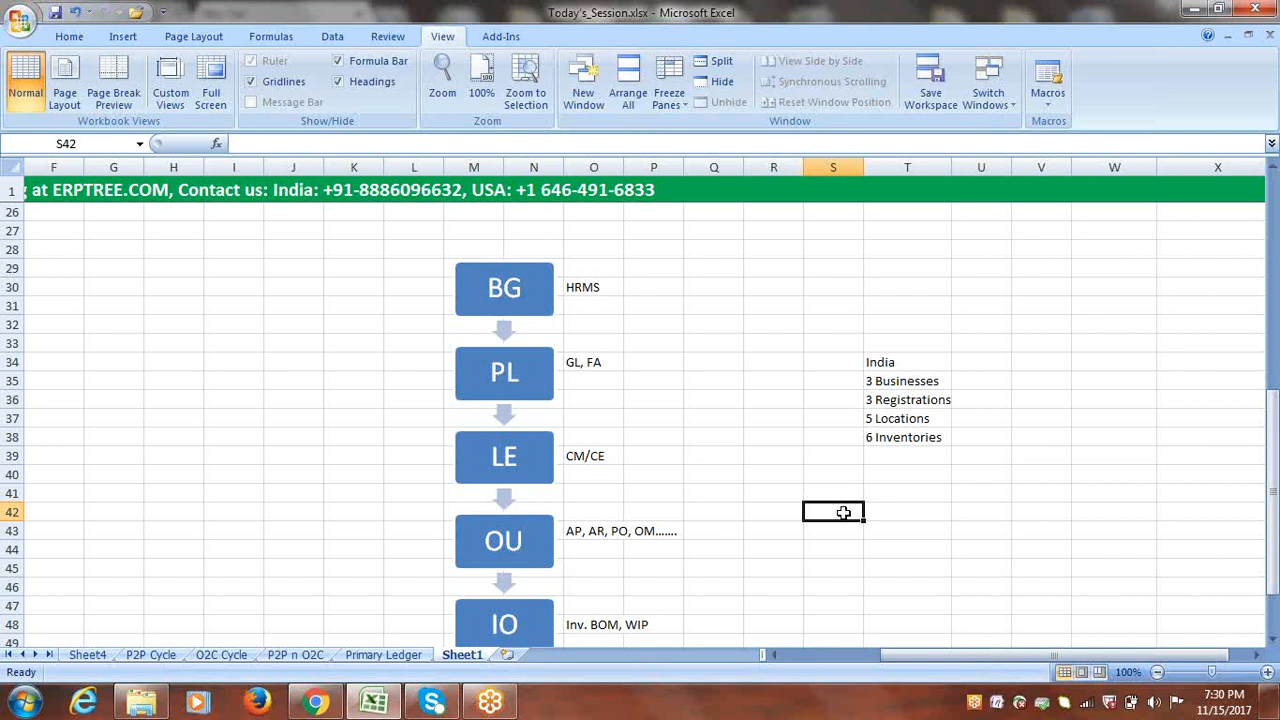 Today's_Session.xlsx - Microsoft Excel
Home Insert Page Layout Formulas Data Review View Add-Ins
Normal
Page Layout
Page Break Preview
Custom Views
Full Screen
Workbook Views
Ruler
Gridlines
Message Bar
Formula Bar
Headings
Show/Hide
Zoom
100%
Zoom to Selection
Zoom
New Window
Arrange All
Freeze Panes
Split
Hide
Unhide
View Side by Side
Synchronous Scrolling
Reset Window Position
Window
Save Workspace
Switch Windows
Macros
Macros
S42
fx
F G H I J K L M N O P Q R S T U V W X
1 g at ERPTREE.COM, Contact us: India: +91-8886096632, USA: +1 646-491-6833
26
27
28
29
30 BG HRMS
31
32
33
34 GL, FA India
PL
35 3 Businesses
36 3 Registrations
37 5 Locations
38 6 Inventories
39 LE CM/CE
40
41
42
43 AP, AR, PO, OM.......
OU
44
45
46
47
48 IO Inv. BOM, WIP
49
Sheet4 P2P Cycle O2C Cycle P2P n O2C Primary Ledger Sheet1
Ready
100%
7:30 PM
11/15/2017